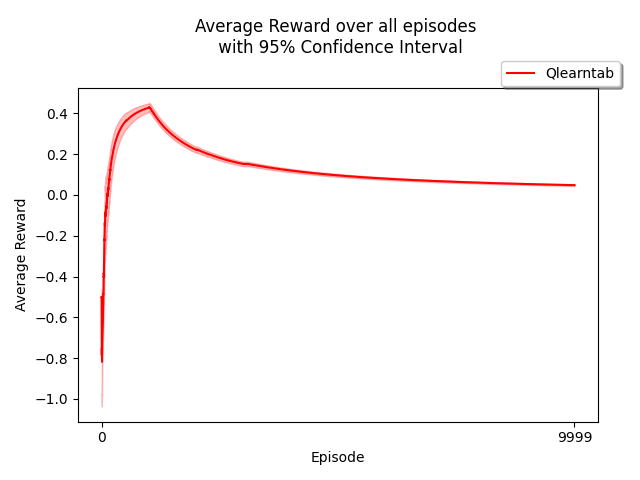 Average Reward over all episodes
with 95% Confidence Interval
Qlearntab
0.4
0.2
0.0
−0.2
−0.4
−0.6
−0.8
−1.0
Average Reward
0
9999
Episode